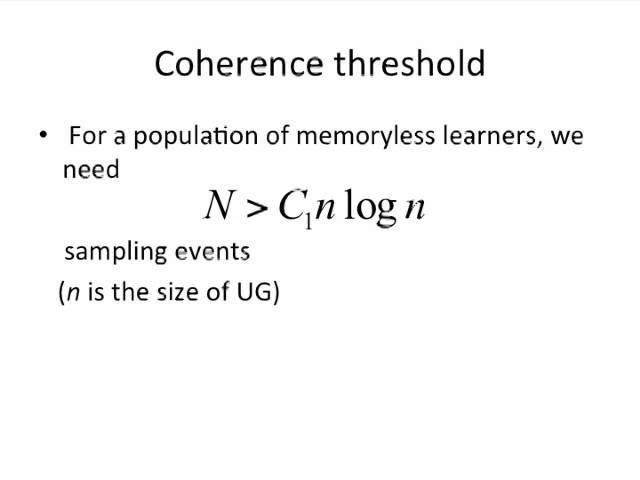 Coherence threshold
• For a population of memoryless learners, we
need
N > C₁n log n
sampling events
(n is the size of UG)